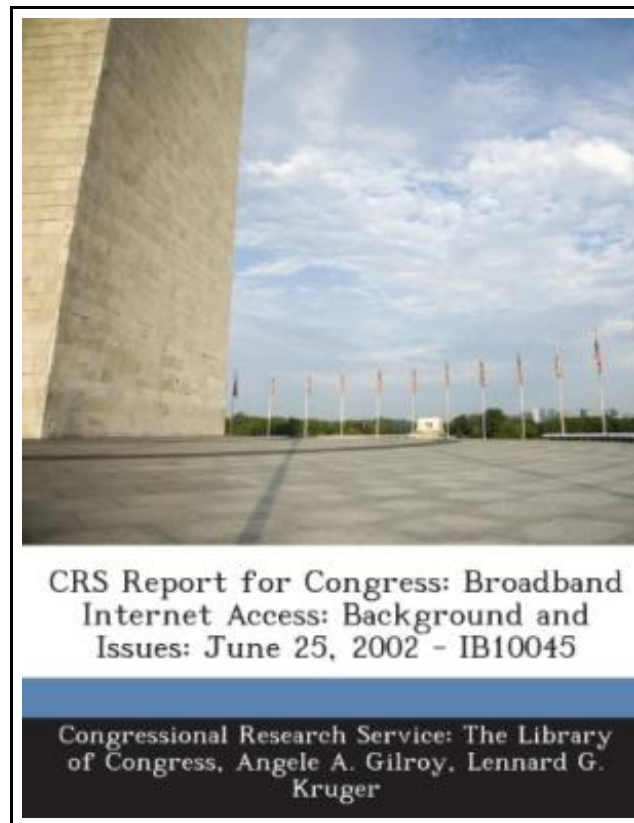 CRS Report for Congress: Broadband
Internet Access: Background and
Issues: June 25, 2002 - IB10045
Congressional Research Service: The Library
of Congress, Angele A. Gilroy, Lennard G.
Kruger